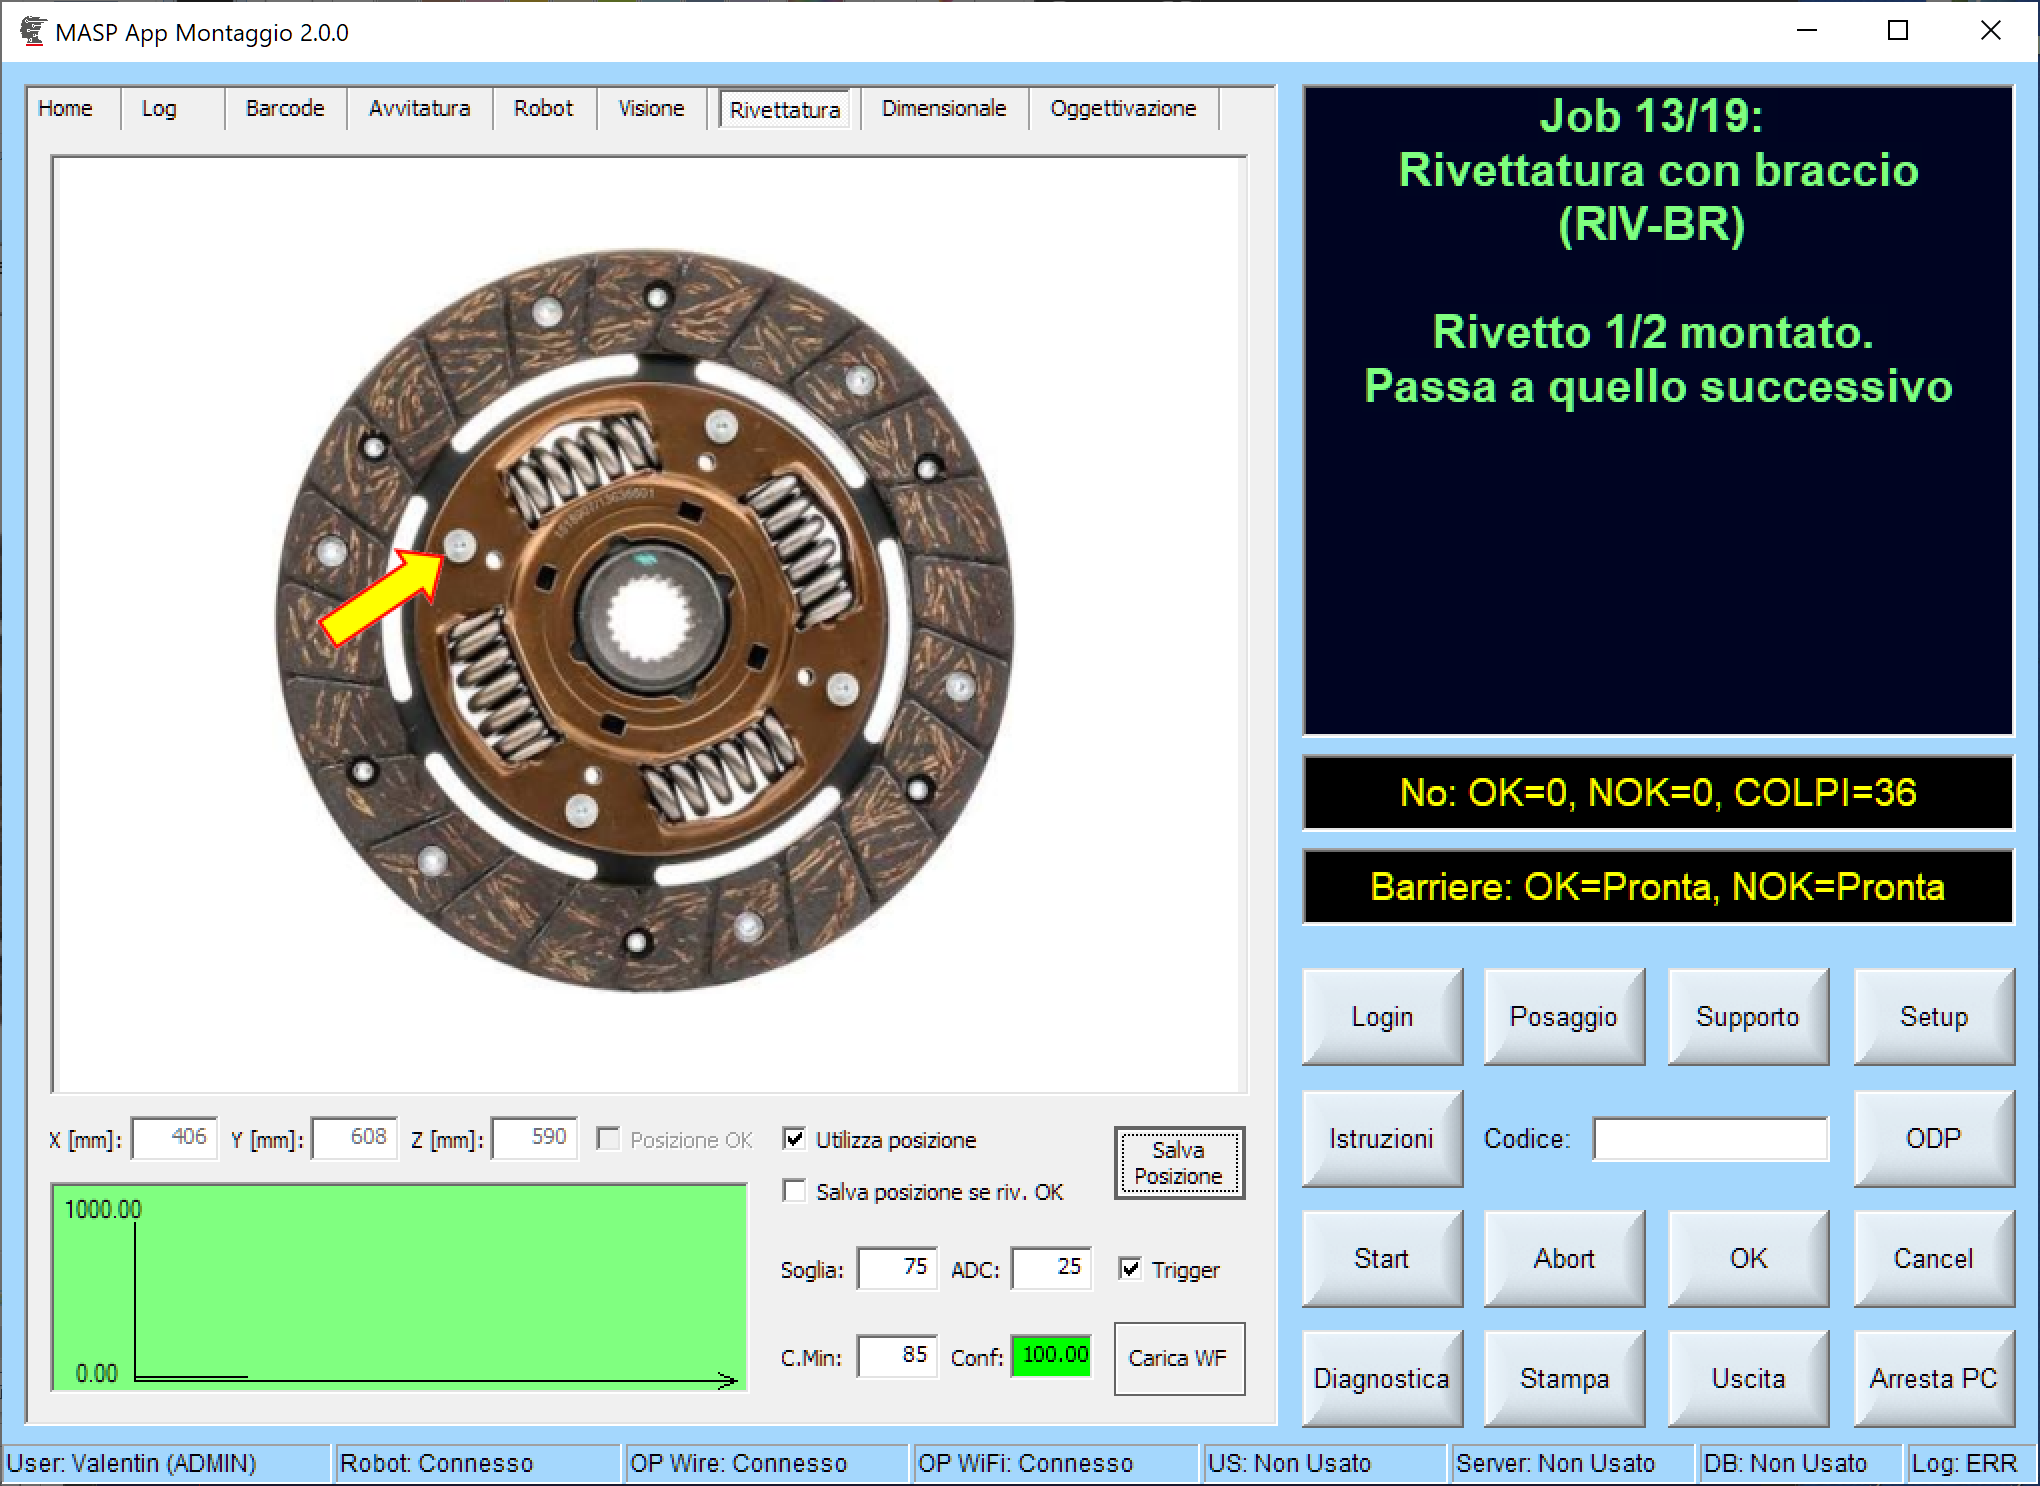 MASP App Montaggio 2.0.0
Home Log Barcode Avvitatura Robot Visione Rivettatura Dimensionale Oggettivazione
Job 13/19:
Rivettatura con braccio
(RIV-BR)
Rivetto 1/2 montato.
Passa a quello successivo
No: OK=0, NOK=0, COLPI=36
Barriere: OK=Pronta, NOK=Pronta
X [mm]: 406 Y [mm]: 608 Z [mm]: 590 Posizione OK Utilizza posizione
Salva posizione se riv. OK
Salva
Posizione
1000.00
0.00
Soglia: 75 ADC: 25 Trigger
C.Min: 85 Conf: 100.00 Carica WF
Login Posaggio Supporto Setup
Istruzioni Codice: ODP
Start Abort OK Cancel
Diagnostica Stampa Uscita Arresta PC
User: Valentin (ADMIN) Robot: Connesso OP Wire: Connesso OP WiFi: Connesso US: Non Usato Server: Non Usato DB: Non Usato Log: ERR